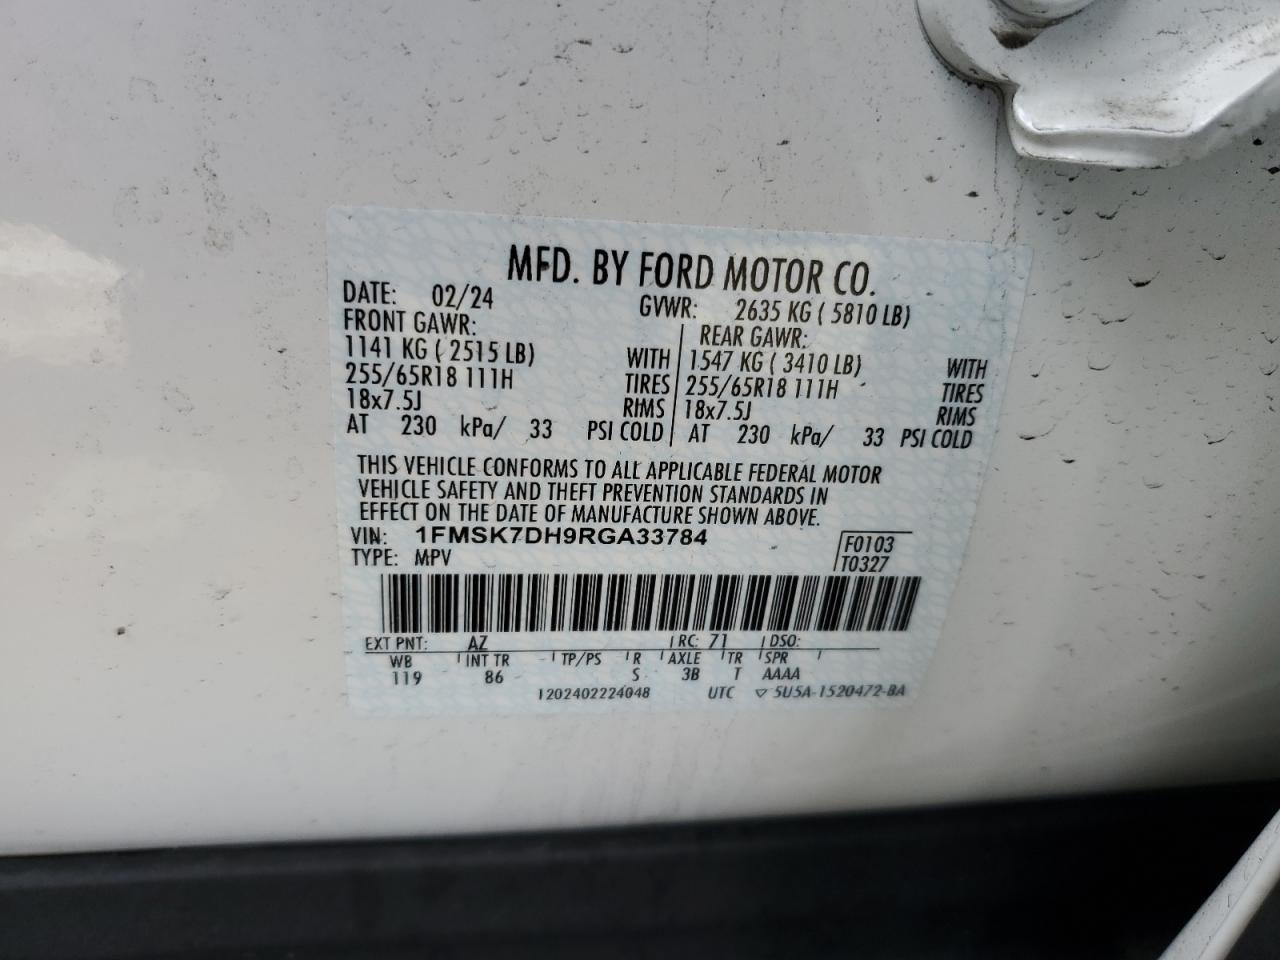 MFD. BY FORD MOTOR CO.
DATE: 02/24 GVWR: 2635 KG ( 5810 LB)
FRONT GAWR: REAR GAWR:
1141 KG ( 2515 LB) WITH 1547 KG ( 3410 LB) WITH
255/65R18 111H TIRES 255/65R18 111H TIRES
18x7.5J RIMS 18x7.5J RIMS
AT 230 kPa/ 33 PSI COLD AT 230 kPa/ 33 PSI COLD
THIS VEHICLE CONFORMS TO ALL APPLICABLE FEDERAL MOTOR
VEHICLE SAFETY AND THEFT PREVENTION STANDARDS IN
EFFECT ON THE DATE OF MANUFACTURE SHOWN ABOVE.
VIN: 1FMSK7DH9RGA33784 F0103
TYPE: MPV T0327
EXT PNT: AZ RC: 71 DSO:
WB INT TR TP/PS R AXLE TR SPR
119 86 S 3B T AAAA
1202402224048 UTC ▽ 5U5A-1520472-BA